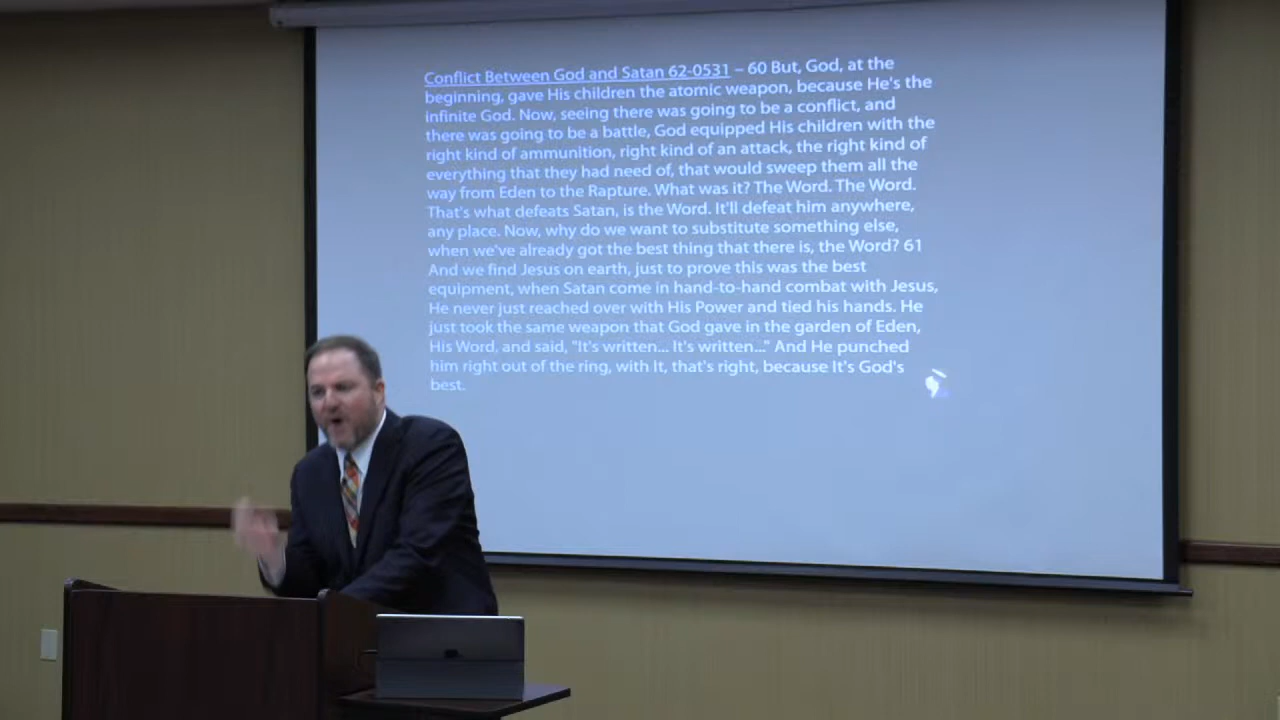 Conflict Between God and Satan 62-0531 – 60 But, God, at the
beginning, gave His children the atomic weapon, because He's the
infinite God. Now, seeing there was going to be a conflict, and
there was going to be a battle, God equipped His children with the
right kind of ammunition, right kind of an attack, the right kind of
everything that they had need of, that would sweep them all the
way from Eden to the Rapture. What was it? The Word. The Word.
That's what defeats Satan, is the Word. It'll defeat him anywhere,
any place. Now, why do we want to substitute something else,
when we've already got the best thing that there is, the Word? 61
And we find Jesus on earth, just to prove this was the best
equipment, when Satan come in hand-to-hand combat with Jesus,
He never just reached over with His Power and tied his hands. He
just took the same weapon that God gave in the garden of Eden,
His Word, and said, "It's written... It's written..." And He punched
him right out of the ring, with It, that's right, because It's God's
best.